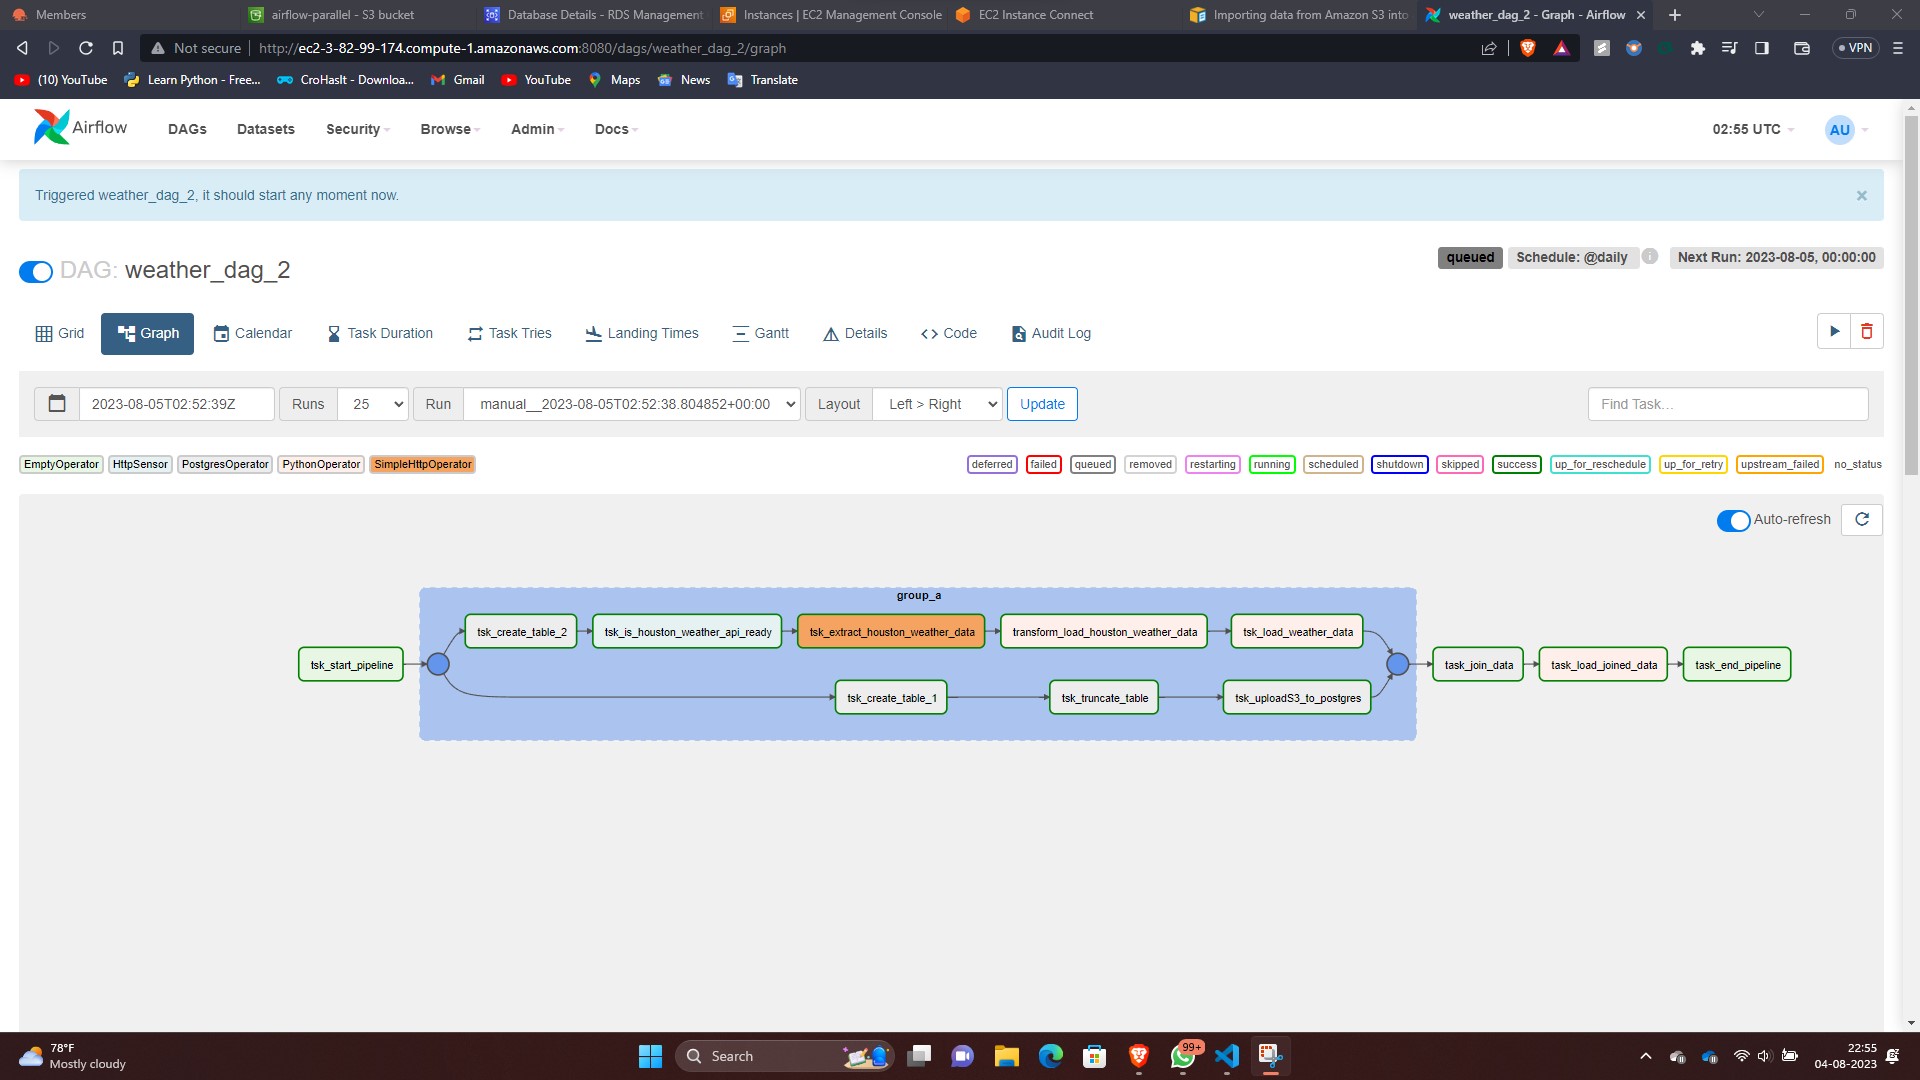 Members
airflow-parallel - S3 bucket
Database Details - RDS Management
Instances | EC2 Management Console
EC2 Instance Connect
Importing data from Amazon S3 into
weather_dag_2 - Graph - Airflow
Not secure
http://ec2-3-82-99-174.compute-1.amazonaws.com:8080/dags/weather_dag_2/graph
VPN
(10) YouTube
Learn Python - Free...
CroHasIt - Downloa...
Gmail
YouTube
Maps
News
Translate
Airflow
DAGs
Datasets
Security
Browse
Admin
Docs
02:55 UTC
AU
Triggered weather_dag_2, it should start any moment now.
×
DAG: weather_dag_2
queued
Schedule: @daily
i
Next Run: 2023-08-05, 00:00:00
Grid
Graph
Calendar
Task Duration
Task Tries
Landing Times
Gantt
Details
Code
Audit Log
2023-08-05T02:52:39Z
Runs
25
Run
manual__2023-08-05T02:52:38.804852+00:00
Layout
Left > Right
Update
Find Task...
EmptyOperator
HttpSensor
PostgresOperator
PythonOperator
SimpleHttpOperator
deferred
failed
queued
removed
restarting
running
scheduled
shutdown
skipped
success
up_for_reschedule
up_for_retry
upstream_failed
no_status
Auto-refresh
group_a
tsk_create_table_2
tsk_is_houston_weather_api_ready
tsk_extract_houston_weather_data
transform_load_houston_weather_data
tsk_load_weather_data
tsk_start_pipeline
task_join_data
task_load_joined_data
task_end_pipeline
tsk_create_table_1
tsk_truncate_table
tsk_uploadS3_to_postgres
78°F
Mostly cloudy
Search
99+
22:55
04-08-2023